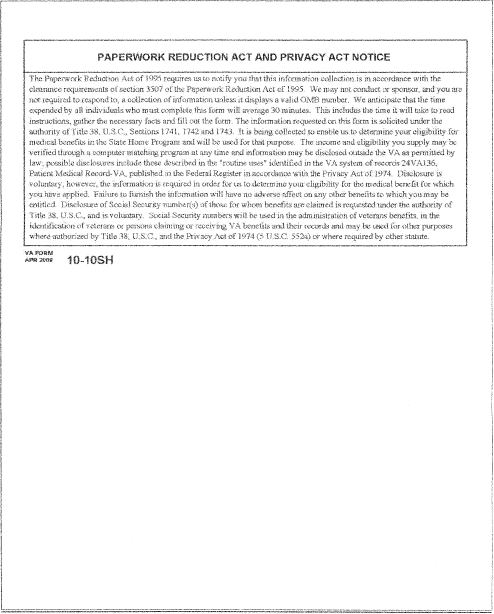 PAPERWORK REDUCTION ACT AND PRIVACY ACT NOTICE
The Paperwork Reduction Act of 1995 requires us to notify you that this information collection is in accordance with the
clearance requirements of section 3507 of the Paperwork Reduction Act of 1995. We may not conduct or sponsor, and you are
not required to respond to, a collection of information unless it displays a valid OMB number. We anticipate that the time
expended by all individuals who must complete this form will average 30 minutes. This includes the time it will take to read
instructions, gather the necessary facts and fill out the form. The information requested on this form is solicited under the
authority of Title 38, U.S.C., Sections 1741, 1742 and 1743. It is being collected to enable us to determine your eligibility for
medical benefits in the State Home Program and will be used for that purpose. The income and eligibility you supply may be
verified through a computer matching program at any time and information may be disclosed outside the VA as permitted by
law; possible disclosures include those described in the "routine uses" identified in the VA system of records 24VA136,
Patient Medical Record-VA, published in the Federal Register in accordance with the Privacy Act of 1974. Disclosure is
voluntary, however, the information is required in order for us to determine your eligibility for the medical benefit for which
you have applied. Failure to furnish the information will have no adverse affect on any other benefits to which you may be
entitled. Disclosure of Social Security number(s) of those for whom benefits are claimed is requested under the authority of
Title 38, U.S.C., and is voluntary. Social Security numbers will be used in the administration of veterans benefits, in the
identification of veterans or persons claiming or receiving VA benefits and their records and may be used for other purposes
where authorized by Title 38, U.S.C., and the Privacy Act of 1974 (5 U.S.C. 552a) or where required by other statute.
VA FORM
APR 2009 10-10SH